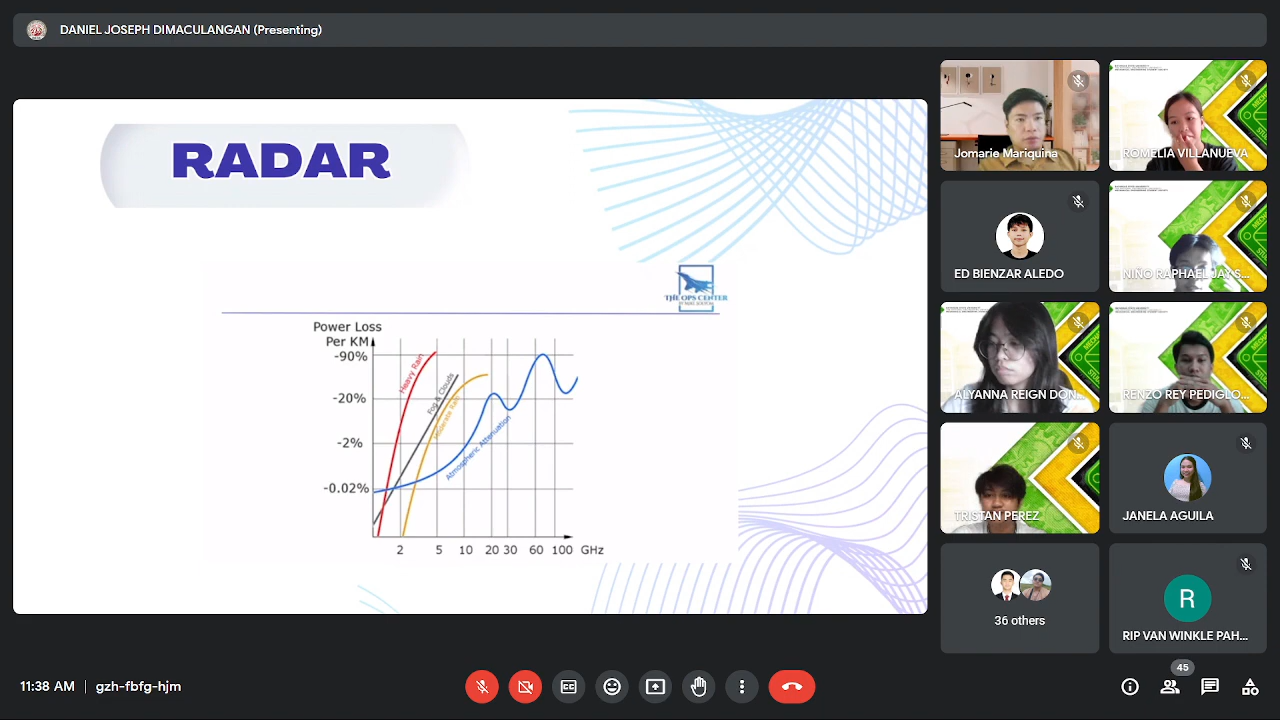 DANIEL JOSEPH DIMACULANGAN (Presenting)
RADAR
THE OPS CENTER
Power Loss
Per KM
-90%
-20%
-2%
-0.02%
Heavy Rain
Fog & Clouds
Atmospheric Attenuation
2 5 10 20 30 60 100 GHz
Jomarie Mariquina
ROMELIA VILLANUEVA
ED BIENZAR ALEDO
NIÑO RAPHAEL JAY S...
ALYANNA REIGN DON...
RENZO REY PEDIGLO...
TRISTAN PEREZ
JANELA AGUILA
36 others
R
RIP VAN WINKLE PAH...
11:38 AM | gzh-fbfg-hjm
45